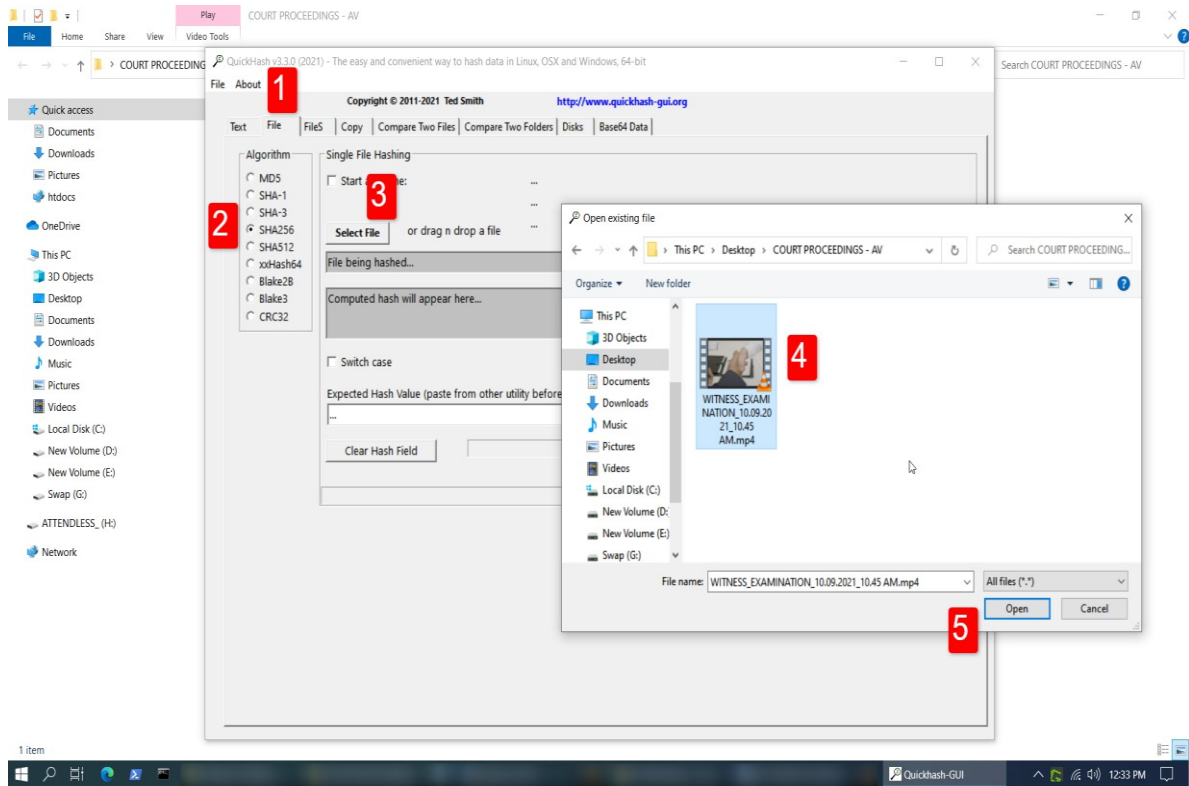 Play
COURT PROCEEDINGS - AV
File
Home
Share
View
Video Tools
COURT PROCEEDING
Search COURT PROCEEDINGS - AV
Quick access
Documents
Downloads
Pictures
htdocs
OneDrive
This PC
3D Objects
Desktop
Documents
Downloads
Music
Pictures
Videos
Local Disk (C:)
New Volume (D:)
New Volume (E:)
Swap (G:)
ATTENDLESS_ (H:)
Network
1 item
QuickHash v3.3.0 (2021) - The easy and convenient way to hash data in Linux, OSX and Windows, 64-bit
File
About
1
Copyright © 2011-2021 Ted Smith
http://www.quickhash-gui.org
Text
File
FileS
Copy
Compare Two Files
Compare Two Folders
Disks
Base64 Data
Algorithm
MD5
SHA-1
SHA-3
2
SHA256
SHA512
xxHash64
Blake2B
Blake3
CRC32
Single File Hashing
Start a
me:
...
3
...
Select File
or drag n drop a file
...
File being hashed...
Computed hash will appear here...
Switch case
Expected Hash Value (paste from other utility before
...
Clear Hash Field
Open existing file
This PC
Desktop
COURT PROCEEDINGS - AV
Search COURT PROCEEDING...
Organize
New folder
This PC
3D Objects
Desktop
Documents
Downloads
Music
Pictures
Videos
Local Disk (C:)
New Volume (D:
New Volume (E:)
Swap (G:)
4
WITNESS_EXAMI
NATION_10.09.20
21_10.45
AM.mp4
File name:
WITNESS_EXAMINATION_10.09.2021_10.45 AM.mp4
All files (*.*)
5
Open
Cancel
Quickhash-GUI
12:33 PM